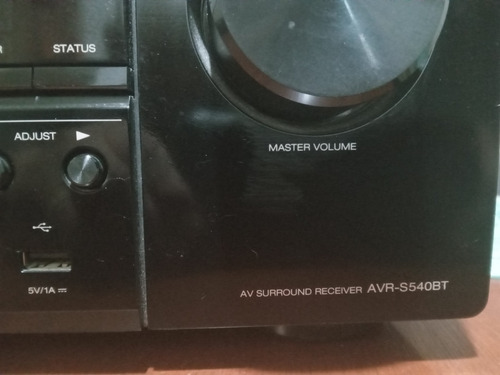 R
STATUS
ADJUST
MASTER VOLUME
5V/1A
AV SURROUND RECEIVER AVR-S540BT